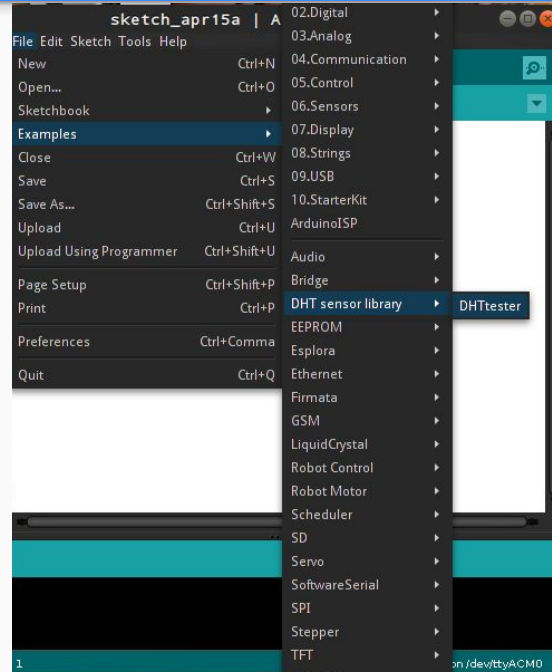 sketch_apr15a | A
File Edit Sketch Tools Help
New Ctrl+N
Open... Ctrl+O
Sketchbook
Examples
Close Ctrl+W
Save Ctrl+S
Save As... Ctrl+Shift+S
Upload Ctrl+U
Upload Using Programmer Ctrl+Shift+U
Page Setup Ctrl+Shift+P
Print Ctrl+P
Preferences Ctrl+Comma
Quit Ctrl+Q
02.Digital
03.Analog
04.Communication
05.Control
06.Sensors
07.Display
08.Strings
09.USB
10.StarterKit
ArduinoISP
Audio
Bridge
DHT sensor library
EEPROM
Esplora
Ethernet
Firmata
GSM
LiquidCrystal
Robot Control
Robot Motor
Scheduler
SD
Servo
SoftwareSerial
SPI
Stepper
TFT
DHTtester
1
on /dev/ttyACM0